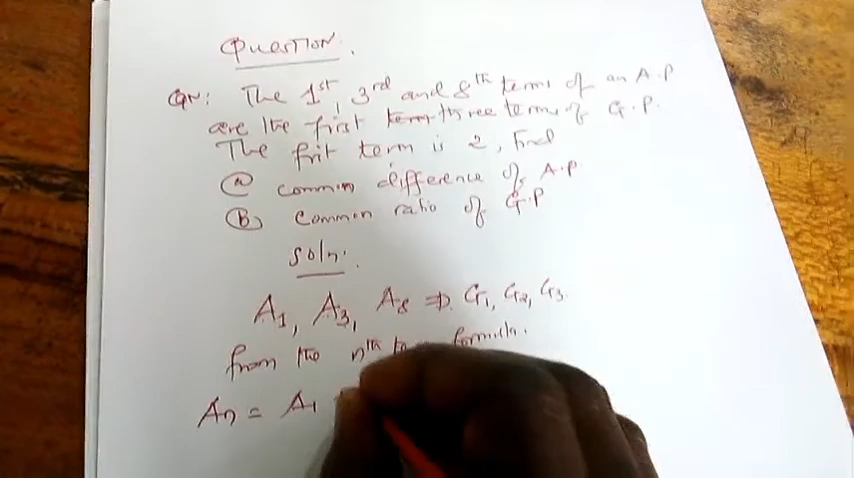 QUESTION.
QN: The 1st, 3rd and 8th terms of an A.P
are the first term three terms of G.P.
The frit term is 2, find
(a) common difference of A.P
(B) common ratio of G.P
Soln.
A1, A3, A8 ⇒ G1, G2, G3.
from the nth formula.
An = A1